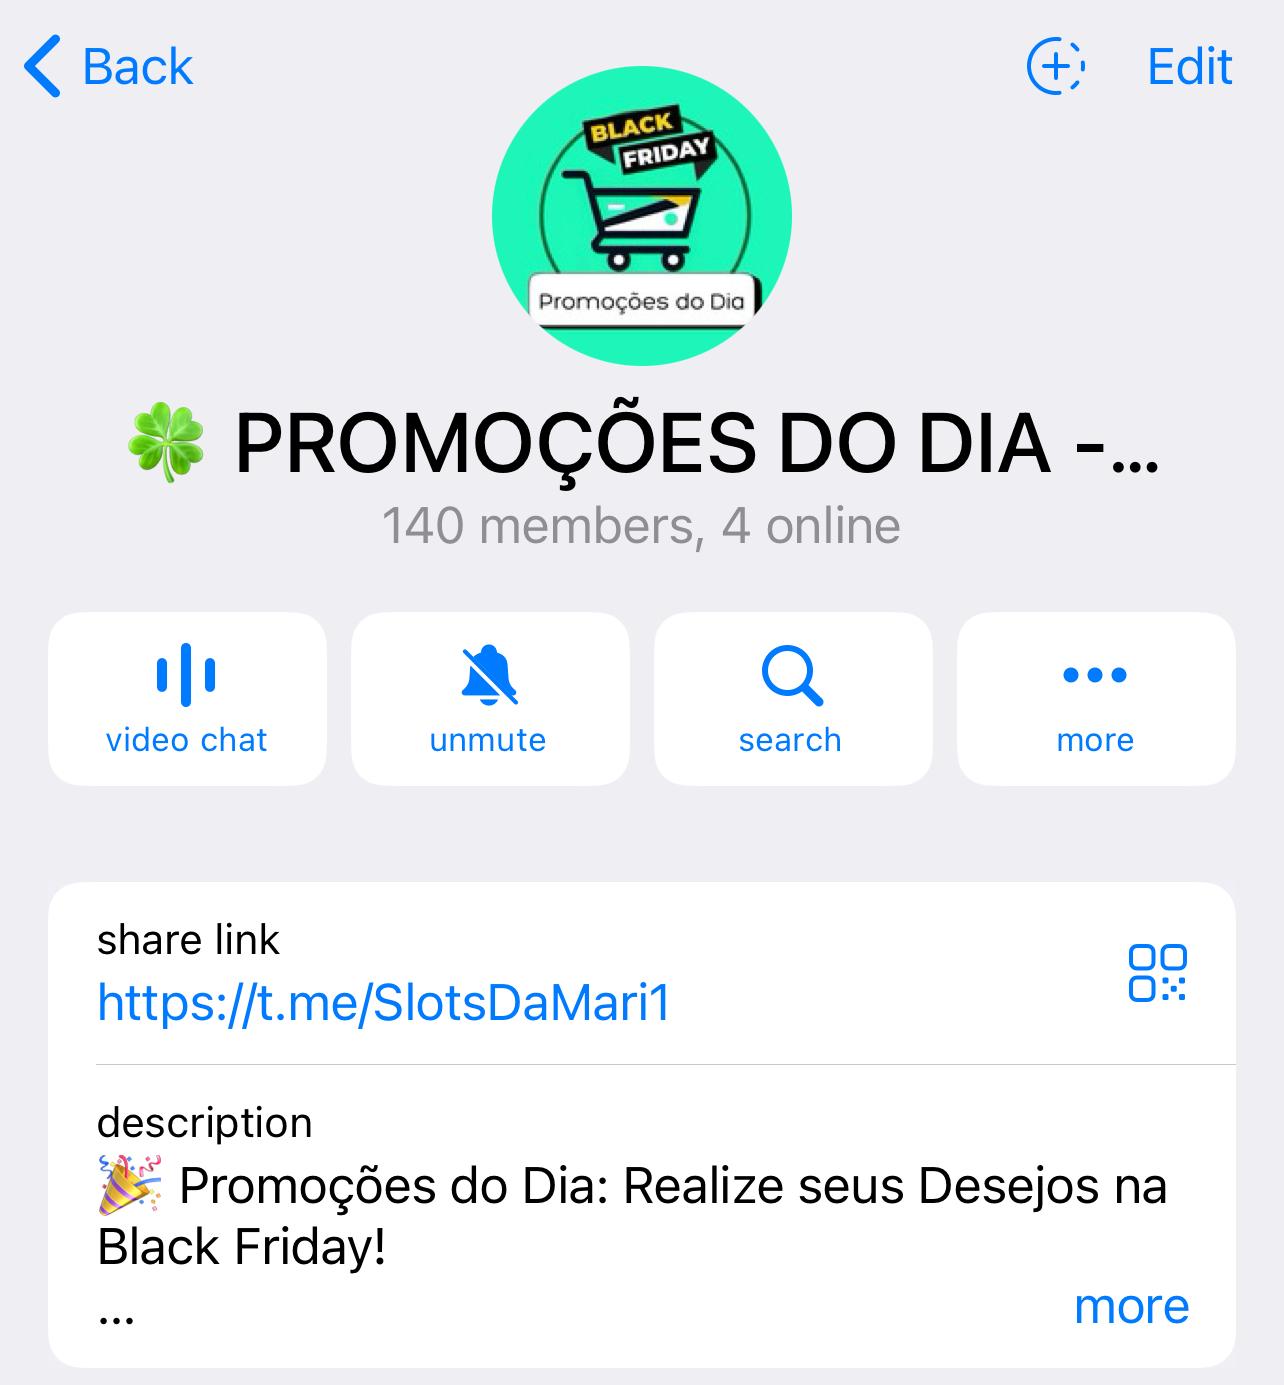 Back
Edit
BLACK
FRIDAY
Promoções do Dia
🍀 PROMOÇÕES DO DIA -...
140 members, 4 online
video chat
unmute
search
more
share link
https://t.me/SlotsDaMari1
description
🎉 Promoções do Dia: Realize seus Desejos na
Black Friday!
...
more